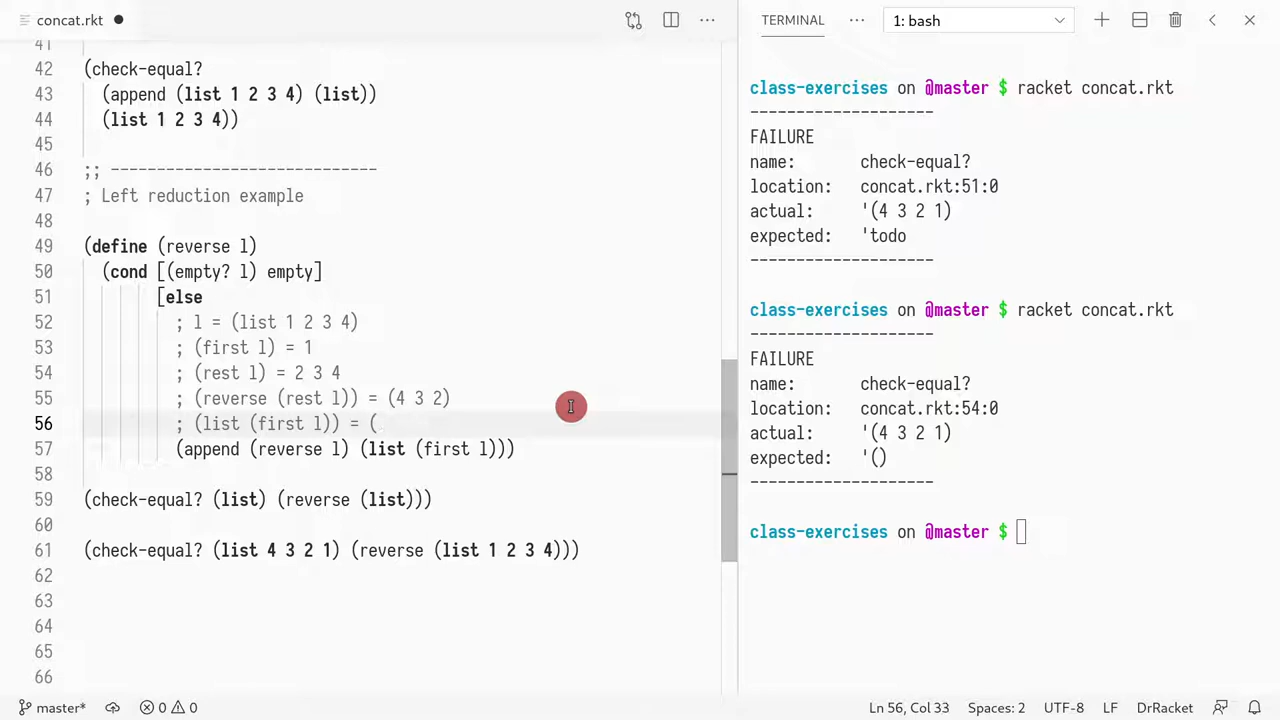 concat.rkt
41
42 (check-equal?
43 (append (list 1 2 3 4) (list))
44 (list 1 2 3 4))
45
46 ;; -----------------------------
47 ; Left reduction example
48
49 (define (reverse l)
50 (cond [(empty? l) empty]
51 [else
52 ; l = (list 1 2 3 4)
53 ; (first l) = 1
54 ; (rest l) = 2 3 4
55 ; (reverse (rest l)) = (4 3 2)
56 ; (list (first l)) = (
57 (append (reverse l) (list (first l)))
58
59 (check-equal? (list) (reverse (list)))
60
61 (check-equal? (list 4 3 2 1) (reverse (list 1 2 3 4)))
62
63
64
65
66
TERMINAL
1: bash
class-exercises on @master $ racket concat.rkt
--------------------
FAILURE
name: check-equal?
location: concat.rkt:51:0
actual: '(4 3 2 1)
expected: 'todo
--------------------
class-exercises on @master $ racket concat.rkt
--------------------
FAILURE
name: check-equal?
location: concat.rkt:54:0
actual: '(4 3 2 1)
expected: '()
--------------------
class-exercises on @master $
master* 0 0 Ln 56, Col 33 Spaces: 2 UTF-8 LF DrRacket